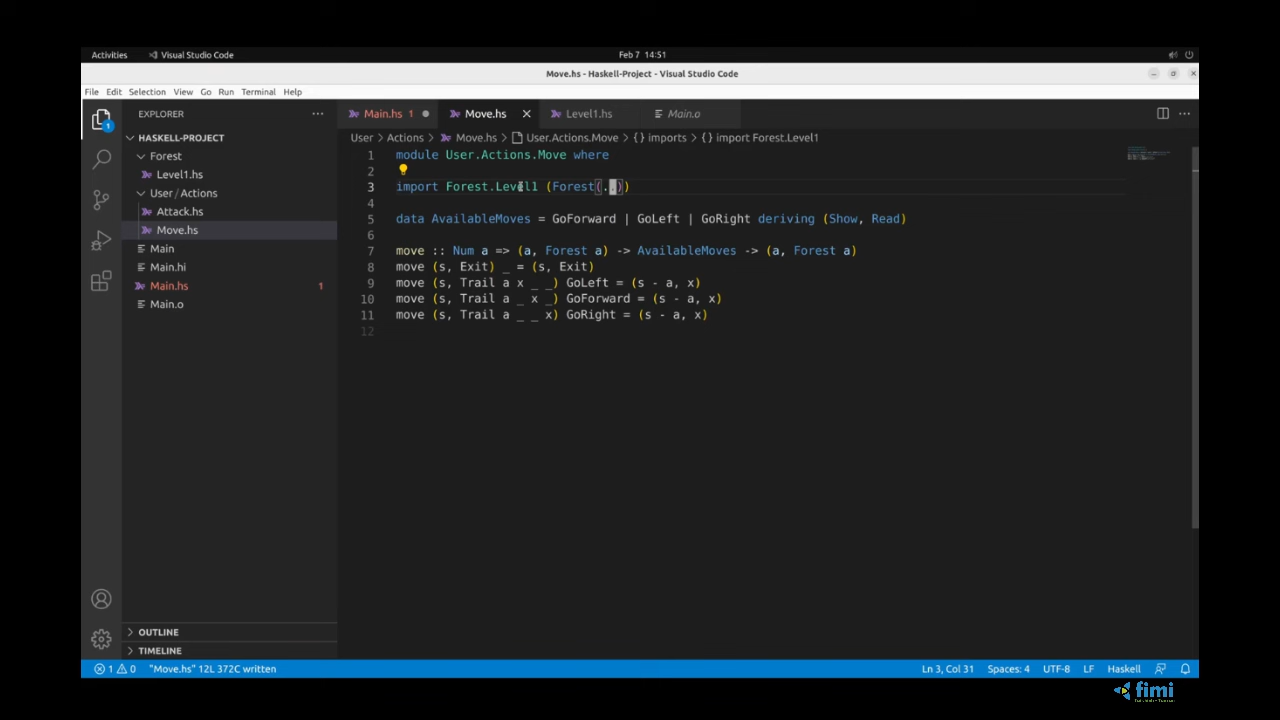 Activities Visual Studio Code Feb 7 14:51
Move.hs - Haskell-Project - Visual Studio Code
File Edit Selection View Go Run Terminal Help
EXPLORER
Main.hs 1 Move.hs Level1.hs Main.o
HASKELL-PROJECT
Forest
Level1.hs
User / Actions
Attack.hs
Move.hs
Main
Main.hi
Main.hs 1
Main.o
OUTLINE
TIMELINE
User > Actions > Move.hs > User.Actions.Move > {} imports > {} import Forest.Level1
1 module User.Actions.Move where
2
3 import Forest.Level1 (Forest(..))
4
5 data AvailableMoves = GoForward | GoLeft | GoRight deriving (Show, Read)
6
7 move :: Num a => (a, Forest a) -> AvailableMoves -> (a, Forest a)
8 move (s, Exit) _ = (s, Exit)
9 move (s, Trail a x _ _) GoLeft = (s - a, x)
10 move (s, Trail a _ x _) GoForward = (s - a, x)
11 move (s, Trail a _ _ x) GoRight = (s - a, x)
12
1 0 "Move.hs" 12L 372C written Ln 3, Col 31 Spaces: 4 UTF-8 LF Haskell
fimi